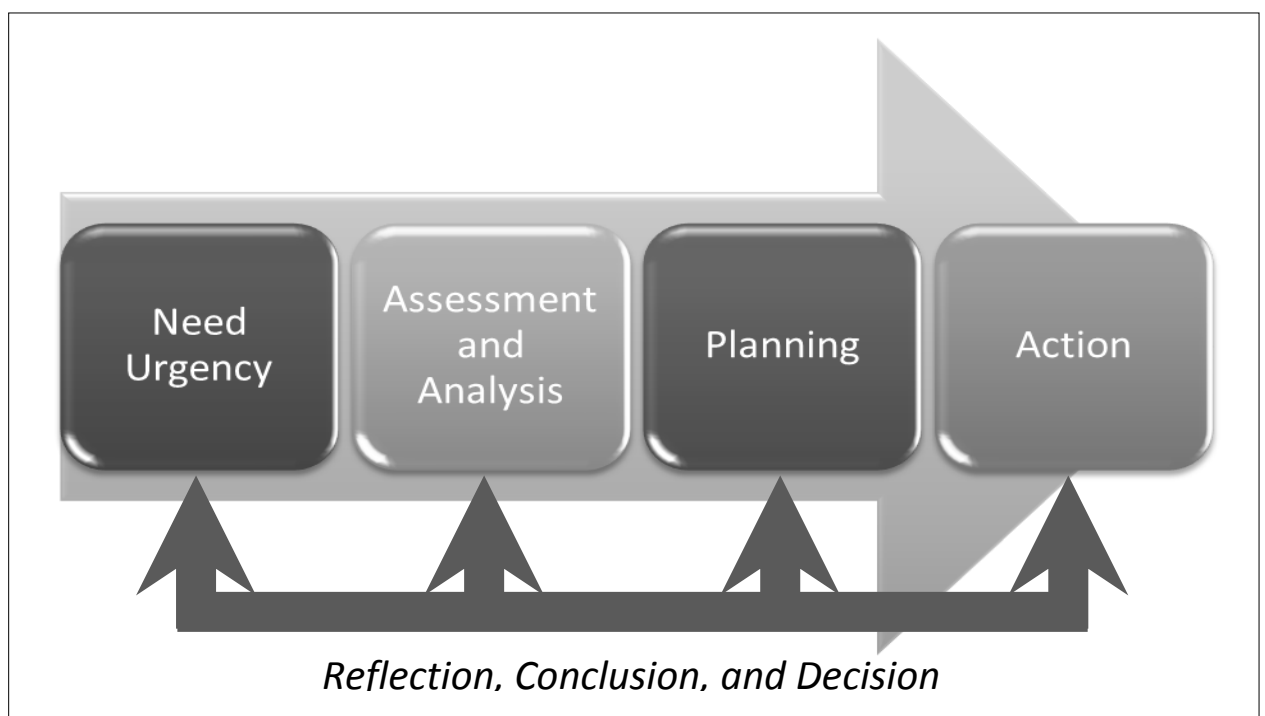 Need
Urgency
Assessment
and
Analysis
Planning
Action
Reflection, Conclusion, and Decision